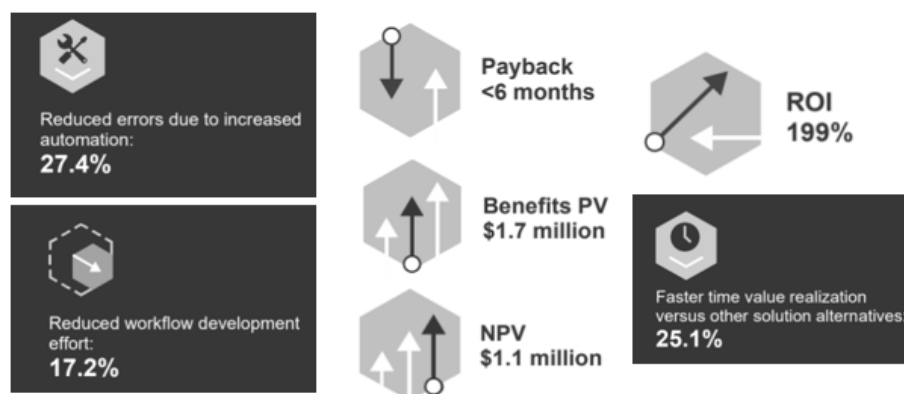 Reduced errors due to increased
automation:
27.4%
Reduced workflow development
effort:
17.2%
Payback
<6 months
Benefits PV
$1.7 million
NPV
$1.1 million
ROI
199%
Faster time value realization
versus other solution alternatives:
25.1%